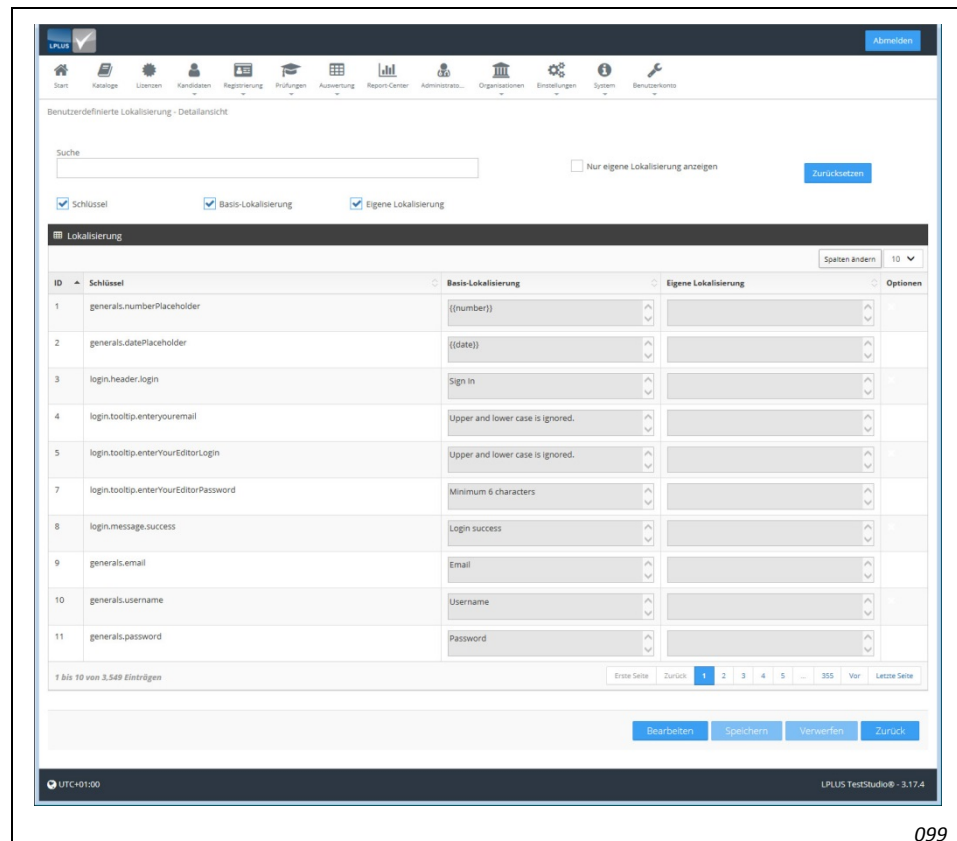 LPLUS
Abmelden
Start Kataloge Lizenzen Kandidaten Registrierung Prüfungen Auswertung Report-Center Administrato... Organisationen Einstellungen System Benutzerkonto
Benutzerdefinierte Lokalisierung - Detailansicht
Suche
Nur eigene Lokalisierung anzeigen
Zurücksetzen
Schlüssel Basis-Lokalisierung Eigene Lokalisierung
Lokalisierung
Spalten ändern 10
ID Schlüssel Basis-Lokalisierung Eigene Lokalisierung Optionen
1 generals.numberPlaceholder {{number}}
2 generals.datePlaceholder {{date}}
3 login.header.login Sign In
4 login.tooltip.enteryouremail Upper and lower case is ignored.
5 login.tooltip.enterYourEditorLogin Upper and lower case is ignored.
7 login.tooltip.enterYourEditorPassword Minimum 6 characters
8 login.message.success Login success
9 generals.email Email
10 generals.username Username
11 generals.password Password
1 bis 10 von 3,549 Einträgen
Erste Seite Zurück 1 2 3 4 5 ... 355 Vor Letzte Seite
Bearbeiten Speichern Verwerfen Zurück
UTC+01:00 LPLUS TestStudio® - 3.17.4
099